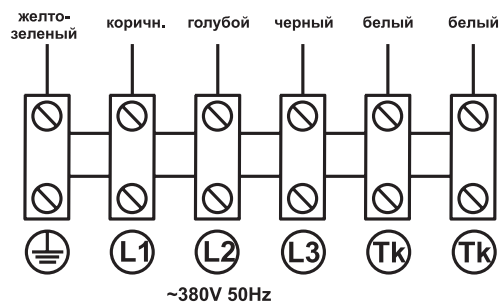 желто-
зеленый коричн. голубой черный белый белый
L1 L2 L3 Tk Tk
~380V 50Hz